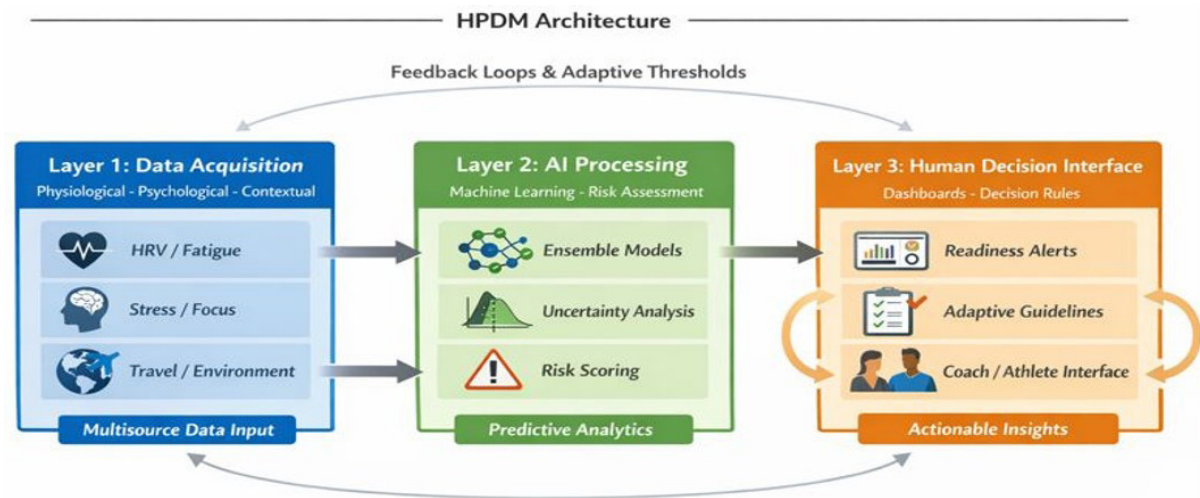 HPDM Architecture
Feedback Loops & Adaptive Thresholds
Layer 1: Data Acquisition
Physiological - Psychological - Contextual
HRV / Fatigue
Stress / Focus
Travel / Environment
Multisource Data Input
Layer 2: AI Processing
Machine Learning - Risk Assessment
Ensemble Models
Uncertainty Analysis
Risk Scoring
Predictive Analytics
Layer 3: Human Decision Interface
Dashboards - Decision Rules
Readiness Alerts
Adaptive Guidelines
Coach / Athlete Interface
Actionable Insights